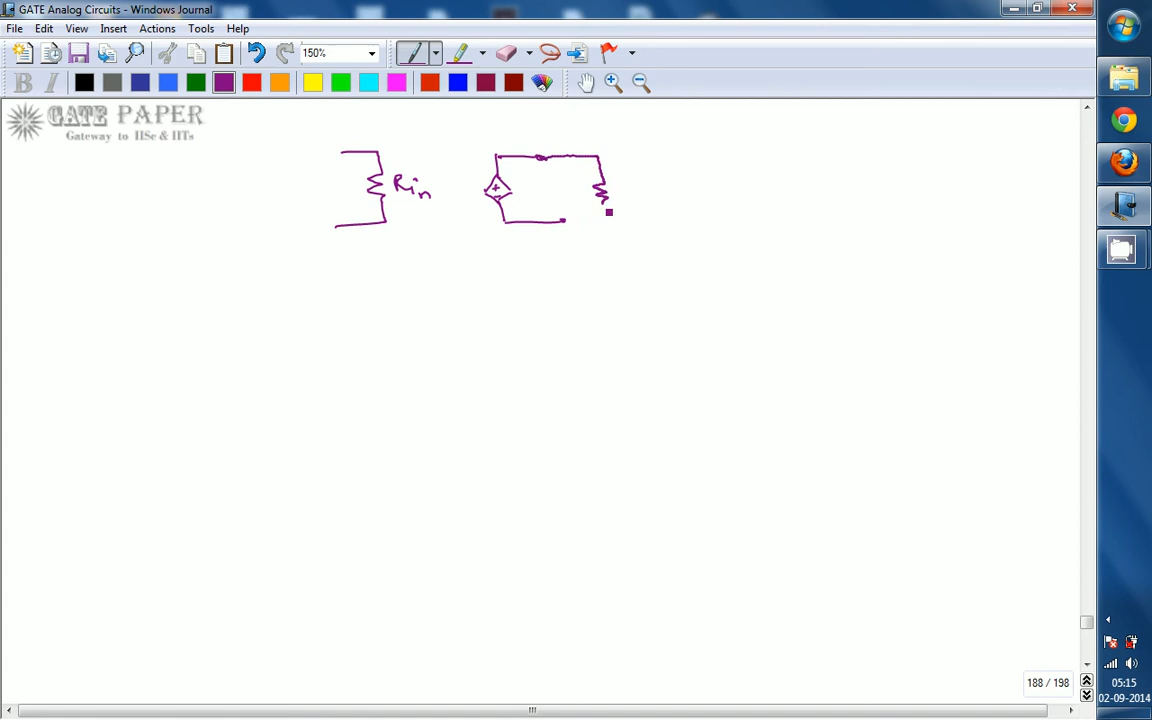 GATE Analog Circuits - Windows Journal
File Edit View Insert Actions Tools Help
150%
B I
GATE PAPER
Gateway to IISc & IITs
Rin
+
-
188 / 198
05:15
02-09-2014